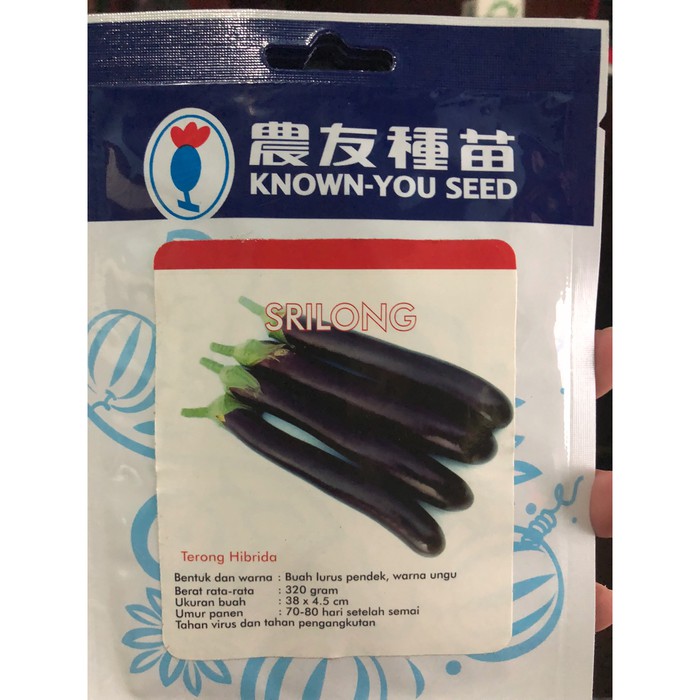 農友種苗
KNOWN-YOU SEED
SRILONG
Terong Hibrida
Bentuk dan warna : Buah lurus pendek, warna ungu
Berat rata-rata : 320 gram
Ukuran buah : 38 x 4.5 cm
Umur panen : 70-80 hari setelah semai
Tahan virus dan tahan pengangkutan